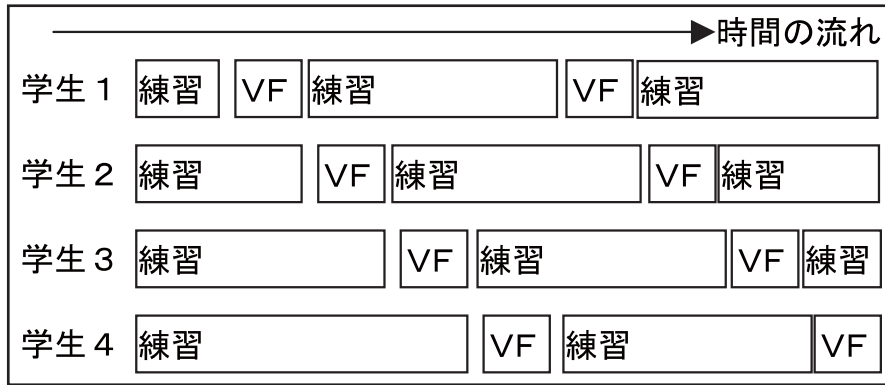 時間の流れ
学生1 練習 VF 練習 VF 練習
学生2 練習 VF 練習 VF 練習
学生3 練習 VF 練習 VF 練習
学生4 練習 VF 練習 VF